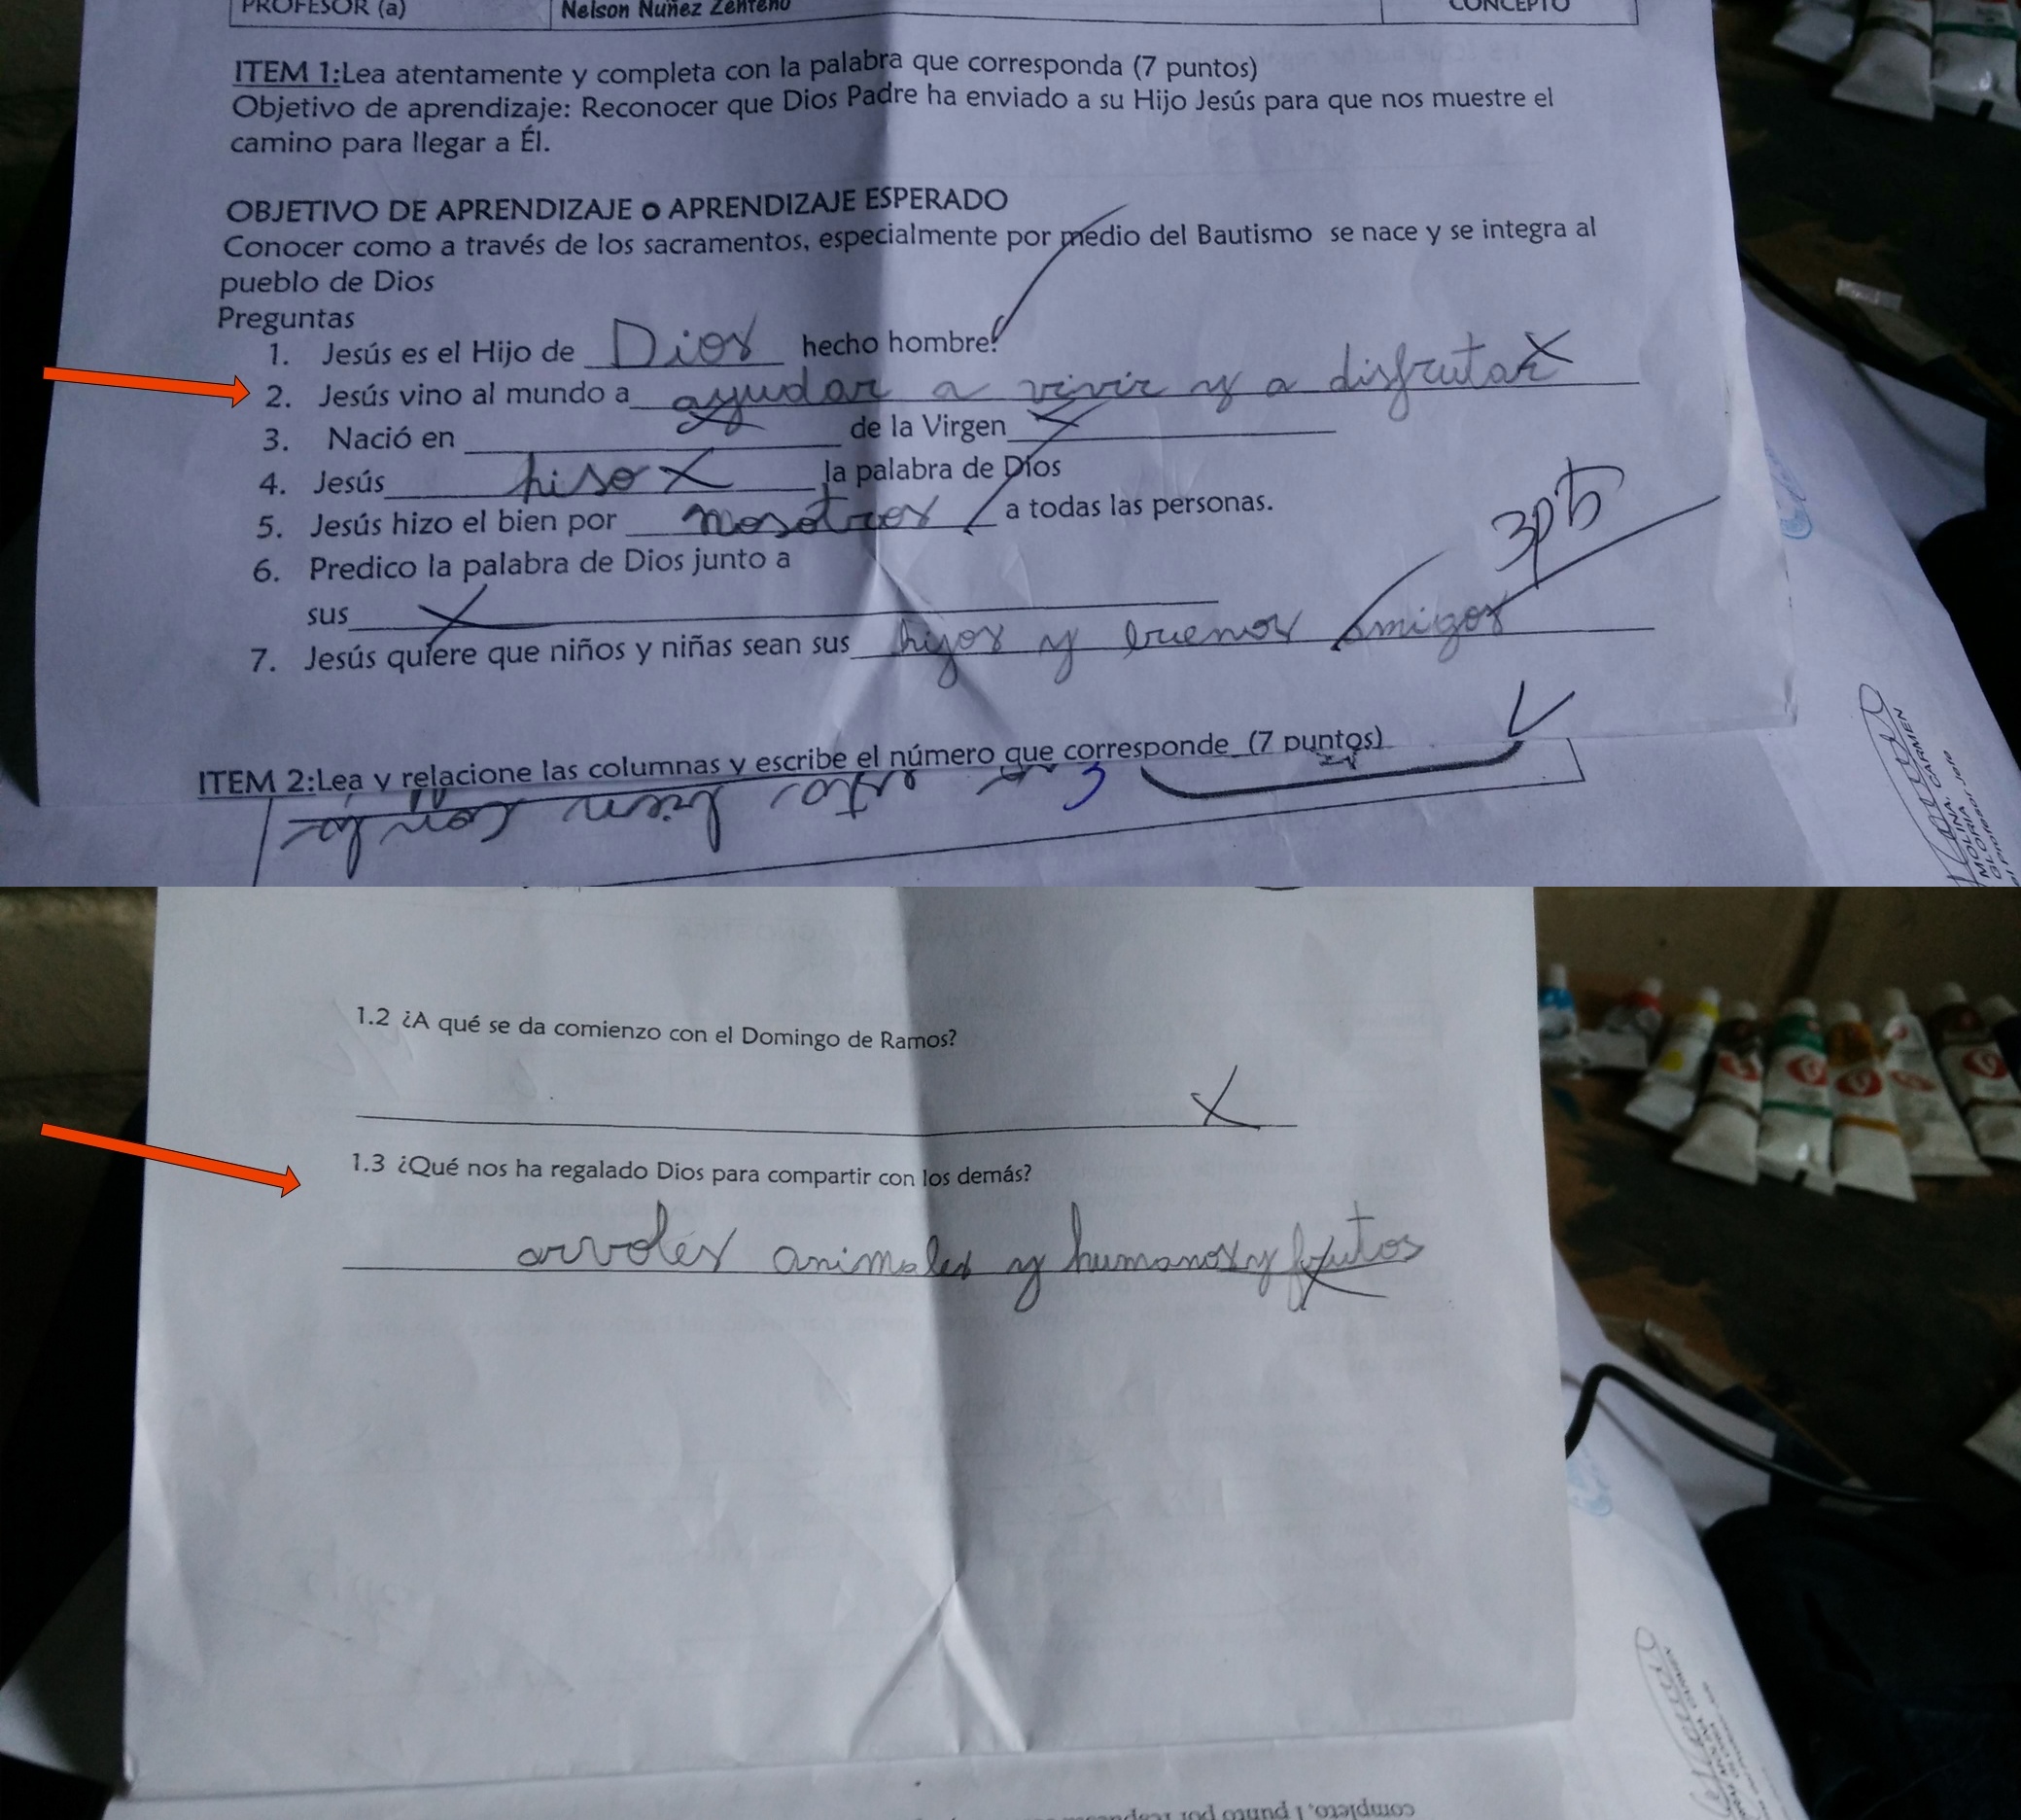 PROFESOR (a) Nelson Nuñez Zenteno CONCEPTO
ITEM 1:Lea atentamente y completa con la palabra que corresponda (7 puntos)
Objetivo de aprendizaje: Reconocer que Dios Padre ha enviado a su Hijo Jesús para que nos muestre el
camino para llegar a Él.
OBJETIVO DE APRENDIZAJE o APRENDIZAJE ESPERADO
Conocer como a través de los sacramentos, especialmente por medio del Bautismo se nace y se integra al
pueblo de Dios
Preguntas
1. Jesús es el Hijo de Dios hecho hombre.
2. Jesús vino al mundo a ayudar a vivir y a disfrutar
3. Nació en de la Virgen
4. Jesús hiso la palabra de Dios
5. Jesús hizo el bien por nosotros a todas las personas.
6. Predico la palabra de Dios junto a
sus
3pts
7. Jesús quiere que niños y niñas sean sus hijos y buenos amigos
ITEM 2:Lea y relacione las columnas y escribe el número que corresponde (7 puntos)
1.2 ¿A qué se da comienzo con el Domingo de Ramos?
1.3 ¿Qué nos ha regalado Dios para compartir con los demás?
arvoles animales y humanos y frutos